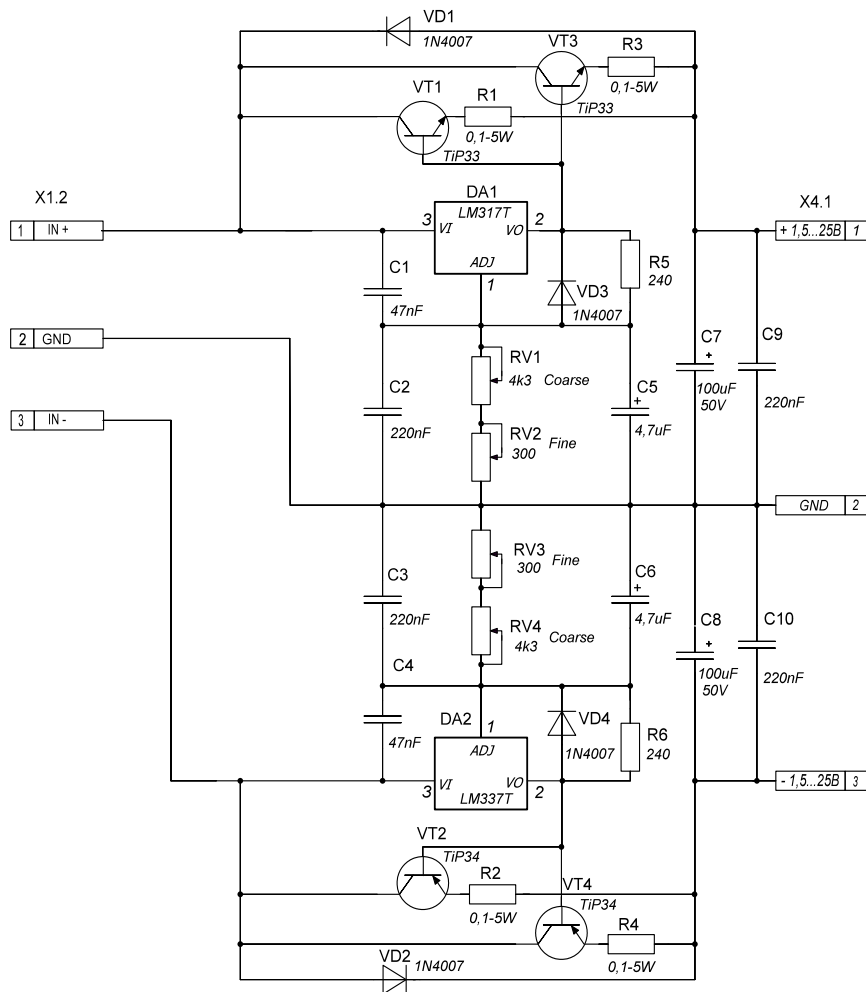 VD1
1N4007
VT3
R3
0,1-5W
TiP33
VT1
R1
0,1-5W
TiP33
X1.2
DA1
LM317T
X4.1
1 IN +
3 VI VO 2
ADJ
1
+ 1,5...25В 1
C1
47nF
R5
240
VD3
1N4007
2 GND
RV1
4k3 Coarse
C7
+
100uF
50V
C9
220nF
C2
220nF
C5
+
4,7uF
3 IN -
RV2
300 Fine
GND 2
C3
220nF
RV3
300 Fine
C6
+
4,7uF
RV4
4k3 Coarse
C8
+
100uF
50V
C10
220nF
C4
47nF
DA2
1
ADJ
VD4
1N4007
R6
240
3 VI VO 2
LM337T
- 1,5...25В 3
VT2
TiP34
R2
0,1-5W
VT4
TiP34
R4
0,1-5W
VD2
1N4007